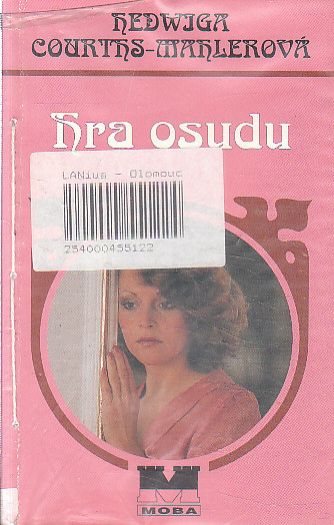 HEDWIGA
COURTHS-MAHLEROVÁ
Hra osudu
LANius - Olomouc
254000455122
MOBA